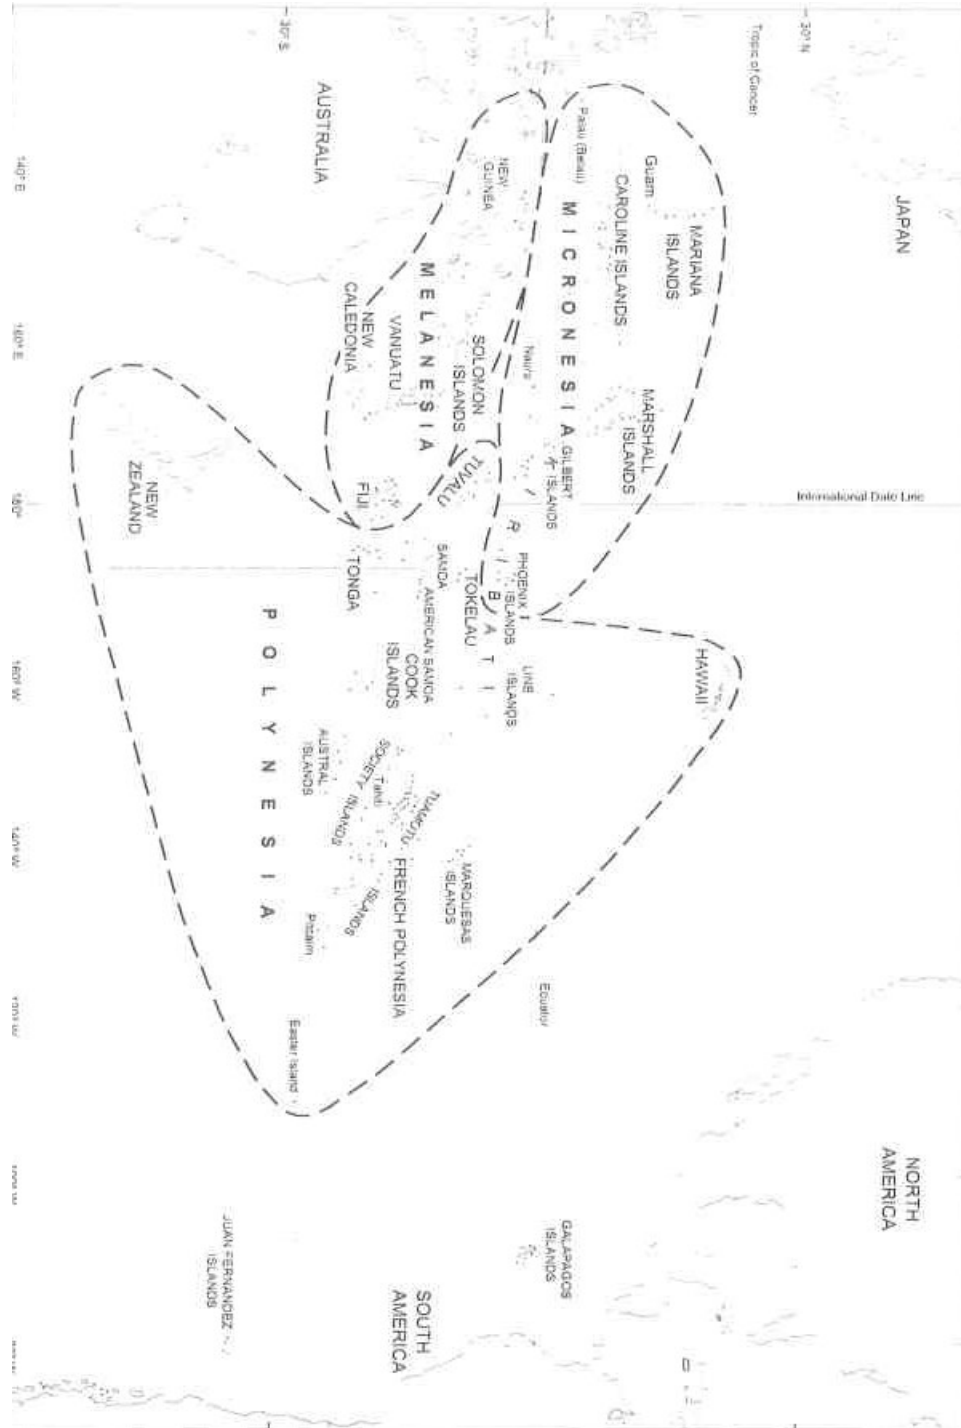 30° S
30° N
Tropic of Cancer
JAPAN
NORTH
AMERICA
MARIANA
ISLANDS
Guam
CAROLINE ISLANDS
Palau (Belau)
MICRONESIA
MARSHALL
ISLANDS
Nauru
GILBERT
ISLANDS
International Date Line
HAWAII
NEW
GUINEA
SOLOMON
ISLANDS
MELANESIA
VANUATU
NEW
CALEDONIA
FIJI
TUVALU
KIRIBATI
PHOENIX
ISLANDS
LINE
ISLANDS
TOKELAU
SAMOA
AMERICAN SAMOA
TONGA
COOK
ISLANDS
POLYNESIA
AUSTRAL
ISLANDS
SOCIETY ISLANDS
Tahiti
TUAMOTU
ISLANDS
FRENCH POLYNESIA
MARQUESAS
ISLANDS
Pitcairn
Easter Island
Equator
GALAPAGOS
ISLANDS
SOUTH
AMERICA
JUAN FERNANDEZ
ISLANDS
AUSTRALIA
NEW
ZEALAND
140° E
160° E
180°
160° W
140° W